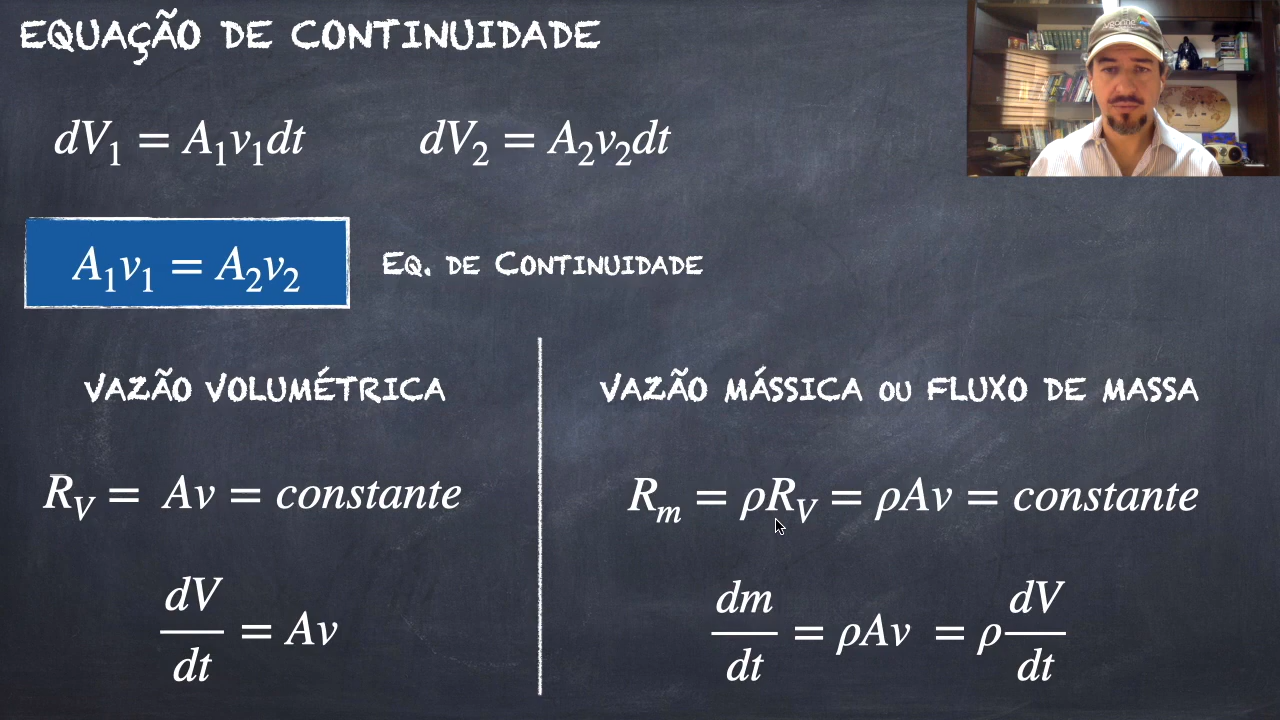 EQUAÇÃO DE CONTINUIDADE
dV₁ = A₁v₁dt dV₂ = A₂v₂dt
A₁v₁ = A₂v₂ EQ. DE CONTINUIDADE
VAZÃO VOLUMÉTRICA
R_V = Av = constante
dV/dt = Av
VAZÃO MÁSSICA OU FLUXO DE MASSA
R_m = ρR_V = ρAv = constante
dm/dt = ρAv = ρdV/dt